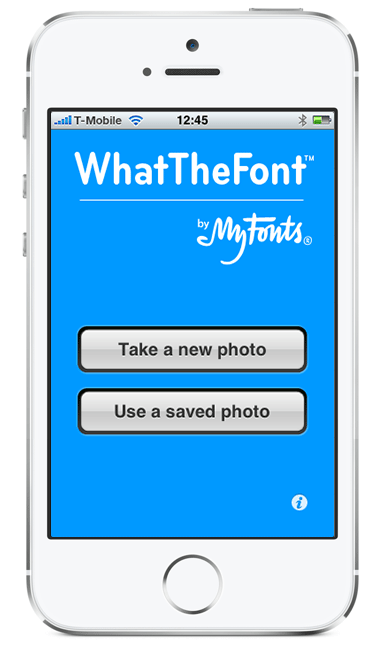 T-Mobile 12:45
WhatTheFont™
by MyFonts®
Take a new photo
Use a saved photo
i